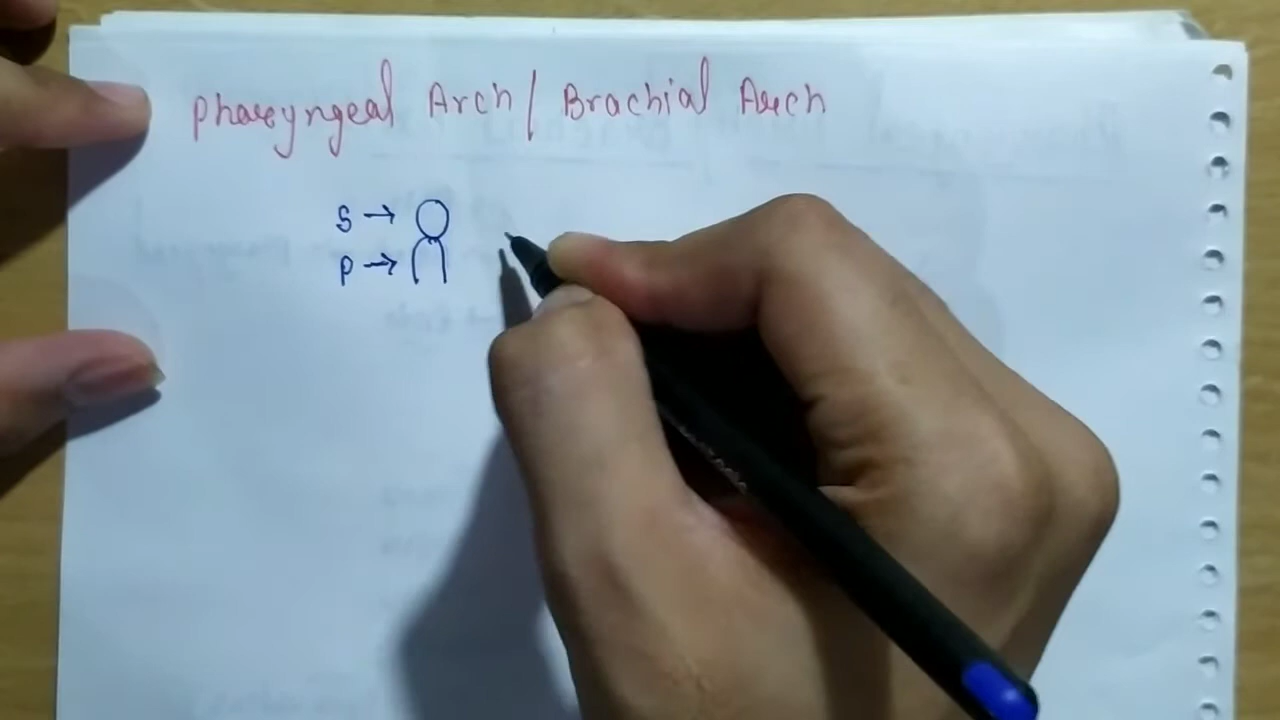 Pharyngeal Arch / Brachial Arch
S →
P →